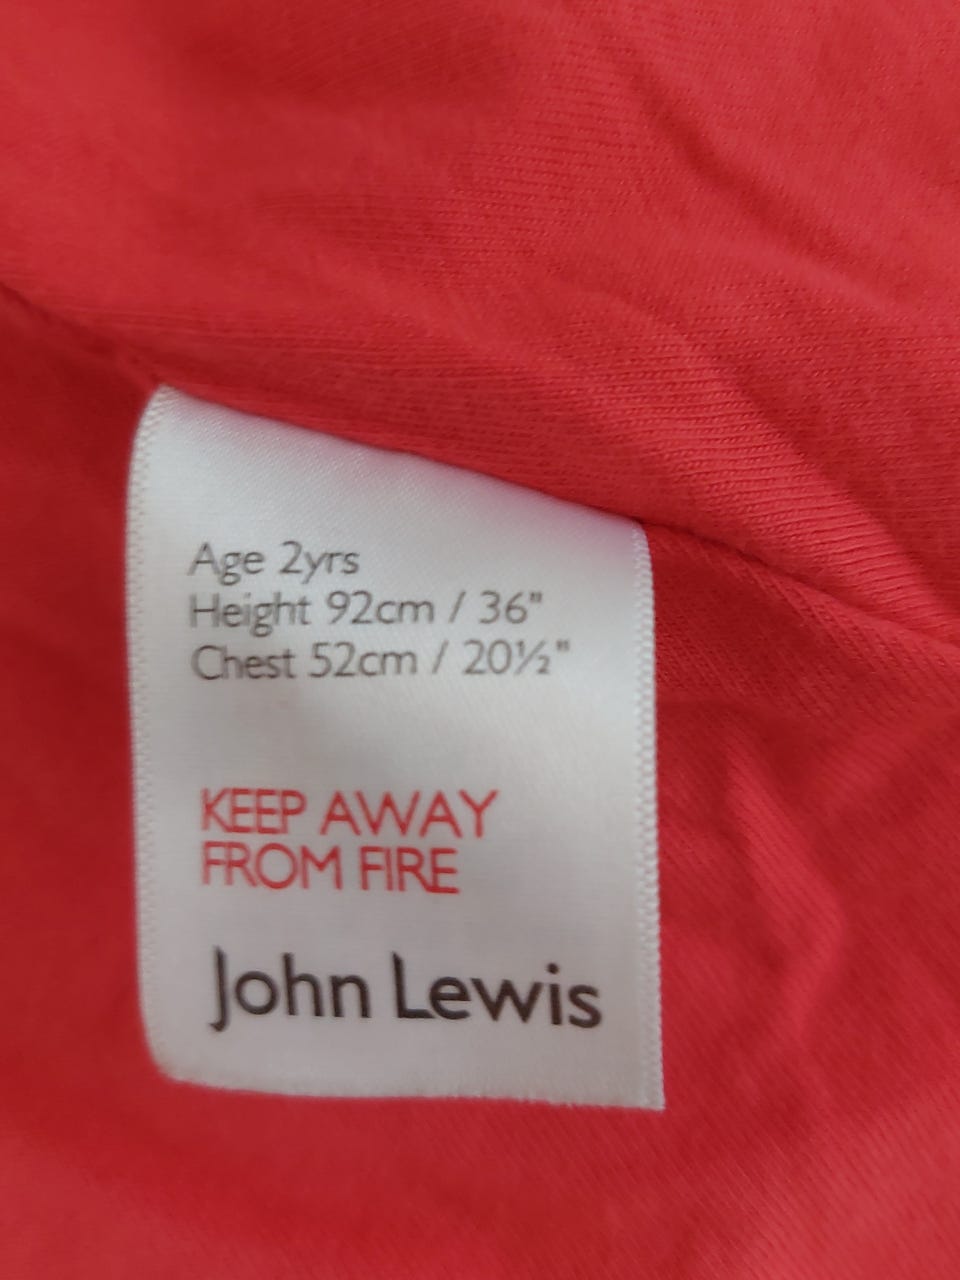 Age 2yrs
Height 92cm / 36"
Chest 52cm / 20½"
KEEP AWAY
FROM FIRE
John Lewis